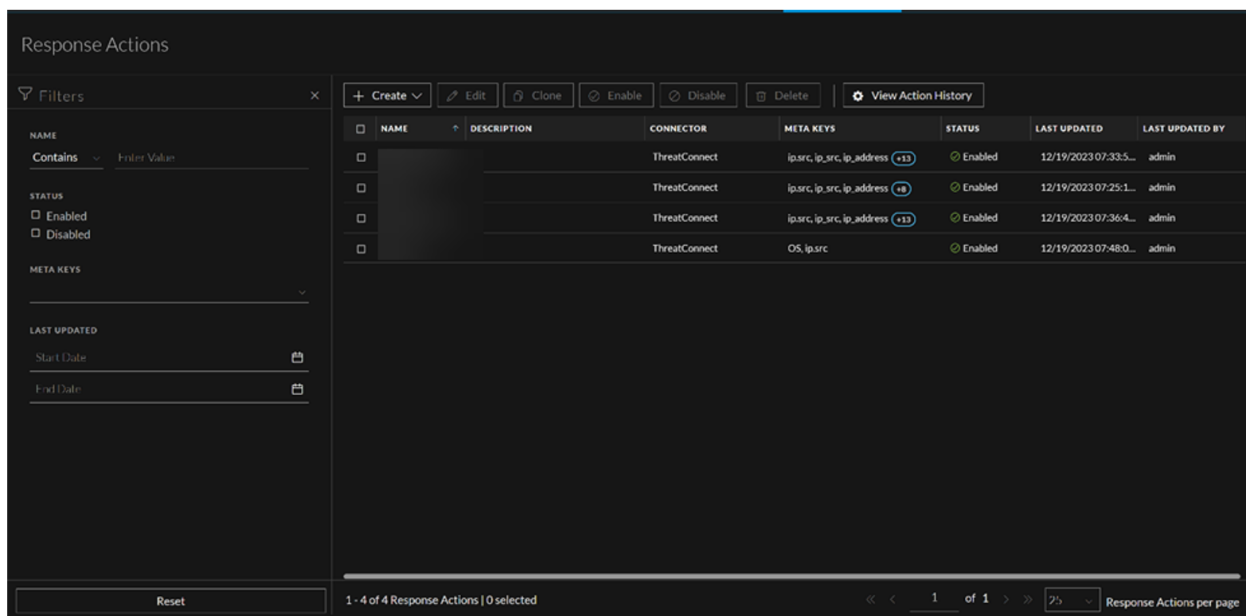 Response Actions
Filters
NAME
Contains Enter Value
STATUS
Enabled
Disabled
META KEYS
LAST UPDATED
Start Date
End Date
Reset
Create Edit Clone Enable Disable Delete View Action History
NAME DESCRIPTION CONNECTOR META KEYS STATUS LAST UPDATED LAST UPDATED BY
ThreatConnect ip.src, ip_src, ip_address +13 Enabled 12/19/2023 07:33:5... admin
ThreatConnect ip.src, ip_src, ip_address +8 Enabled 12/19/2023 07:25:1... admin
ThreatConnect ip.src, ip_src, ip_address +13 Enabled 12/19/2023 07:36:4... admin
ThreatConnect OS, ip.src Enabled 12/19/2023 07:48:0... admin
1 - 4 of 4 Response Actions | 0 selected
« < 1 of 1 > » 25 Response Actions per page